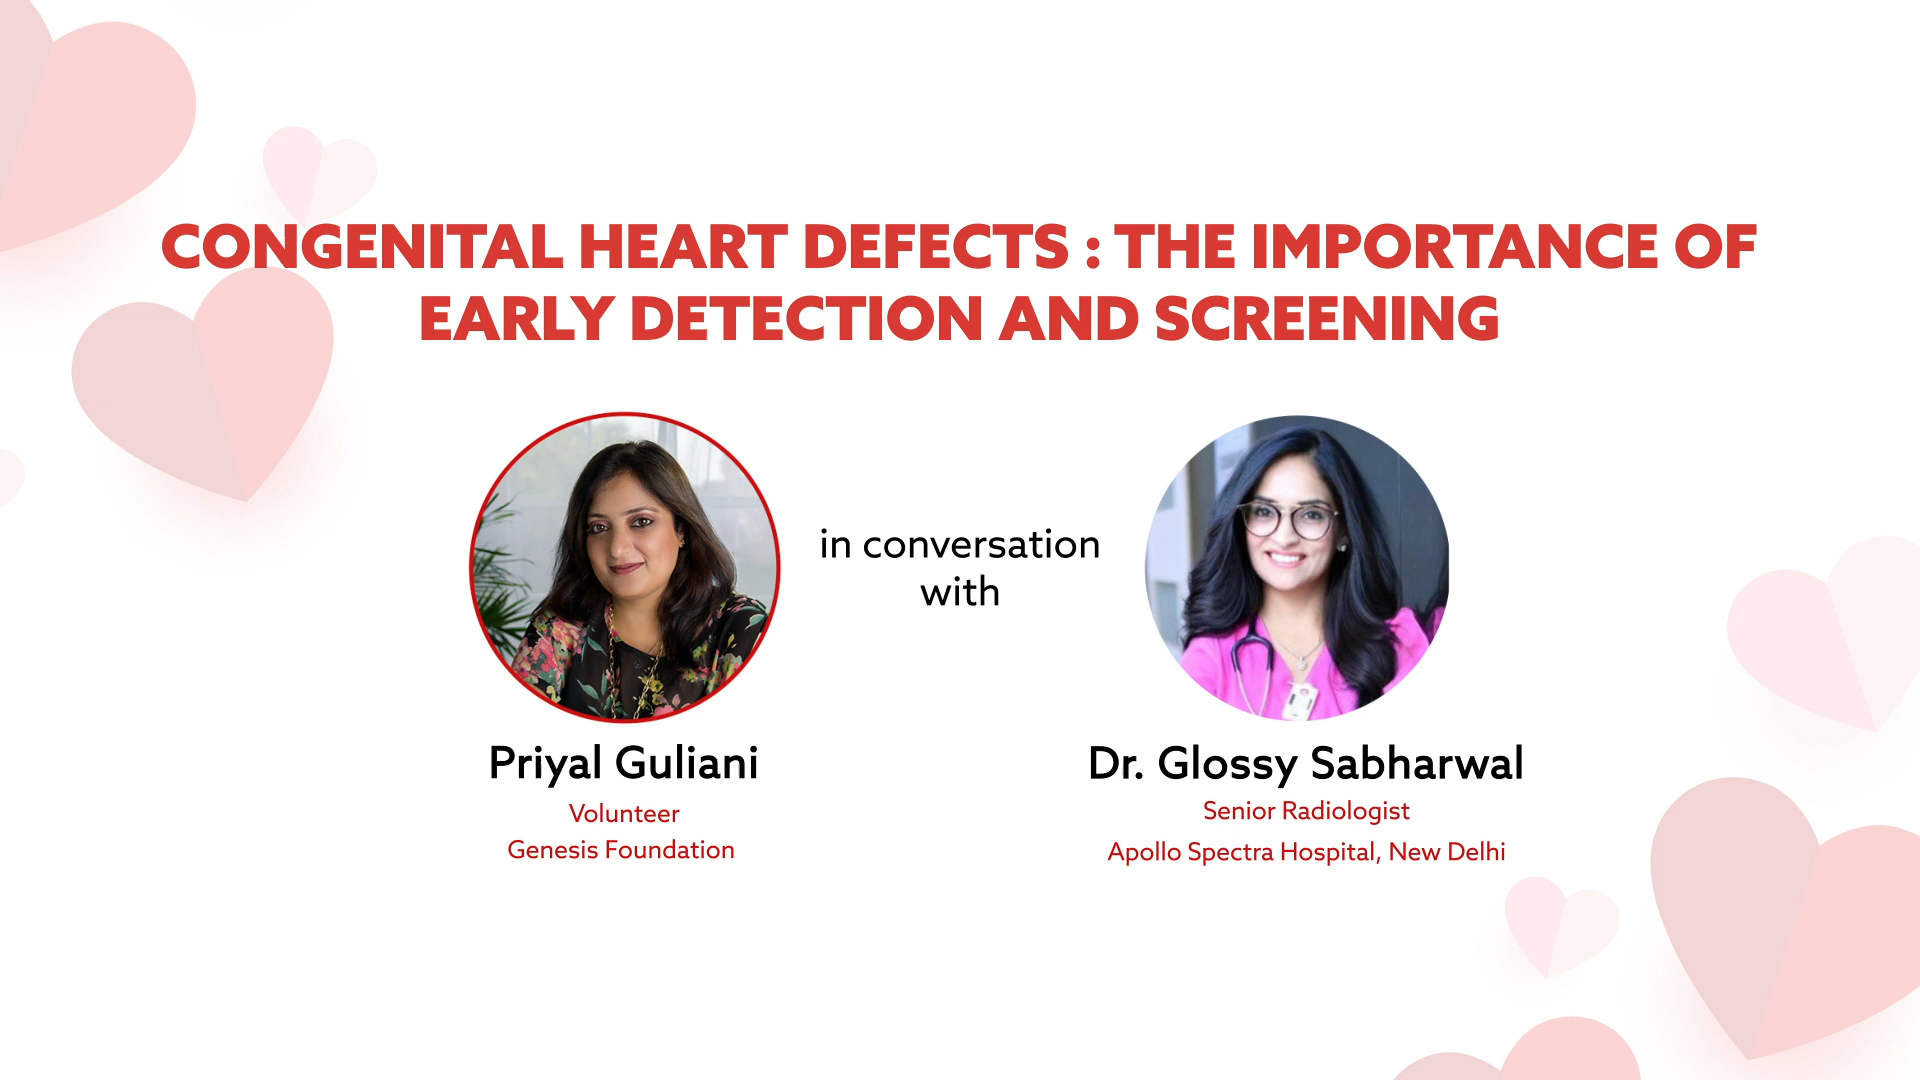 CONGENITAL HEART DEFECTS : THE IMPORTANCE OF
EARLY DETECTION AND SCREENING
in conversation
with
Priyal Guliani
Volunteer
Genesis Foundation
Dr. Glossy Sabharwal
Senior Radiologist
Apollo Spectra Hospital, New Delhi